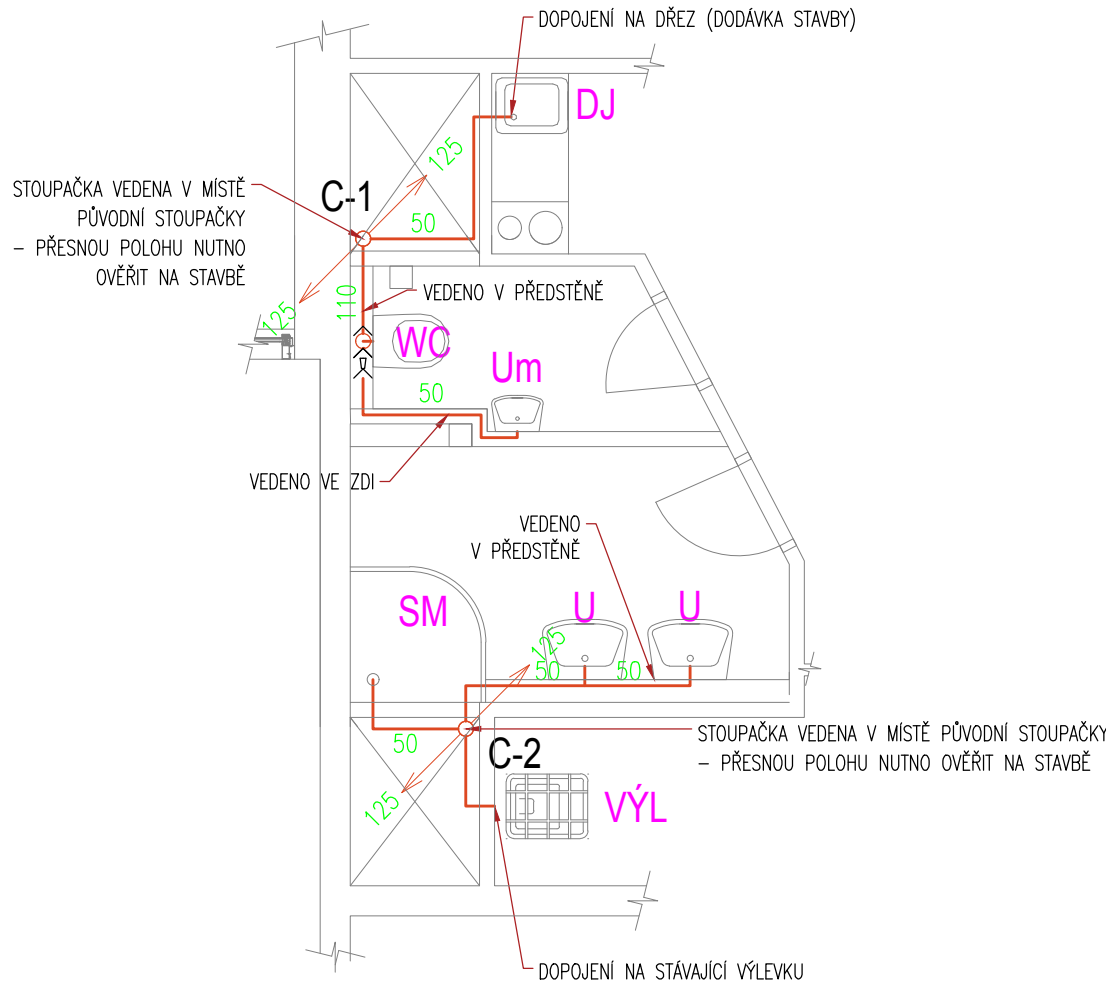 DOPOJENÍ NA DŘEZ (DODÁVKA STAVBY)
DJ
125
C-1
STOUPAČKA VEDENA V MÍSTĚ
PŮVODNÍ STOUPAČKY
– PŘESNOU POLOHU NUTNO
OVĚŘIT NA STAVBĚ
50
110
VEDENO V PŘEDSTĚNĚ
125
WC
Um
50
VEDENO VE ZDI
VEDENO
V PŘEDSTĚNĚ
SM
U
U
125
50
50
50
C-2
STOUPAČKA VEDENA V MÍSTĚ PŮVODNÍ STOUPAČKY
– PŘESNOU POLOHU NUTNO OVĚŘIT NA STAVBĚ
125
VÝL
DOPOJENÍ NA STÁVAJÍCÍ VÝLEVKU